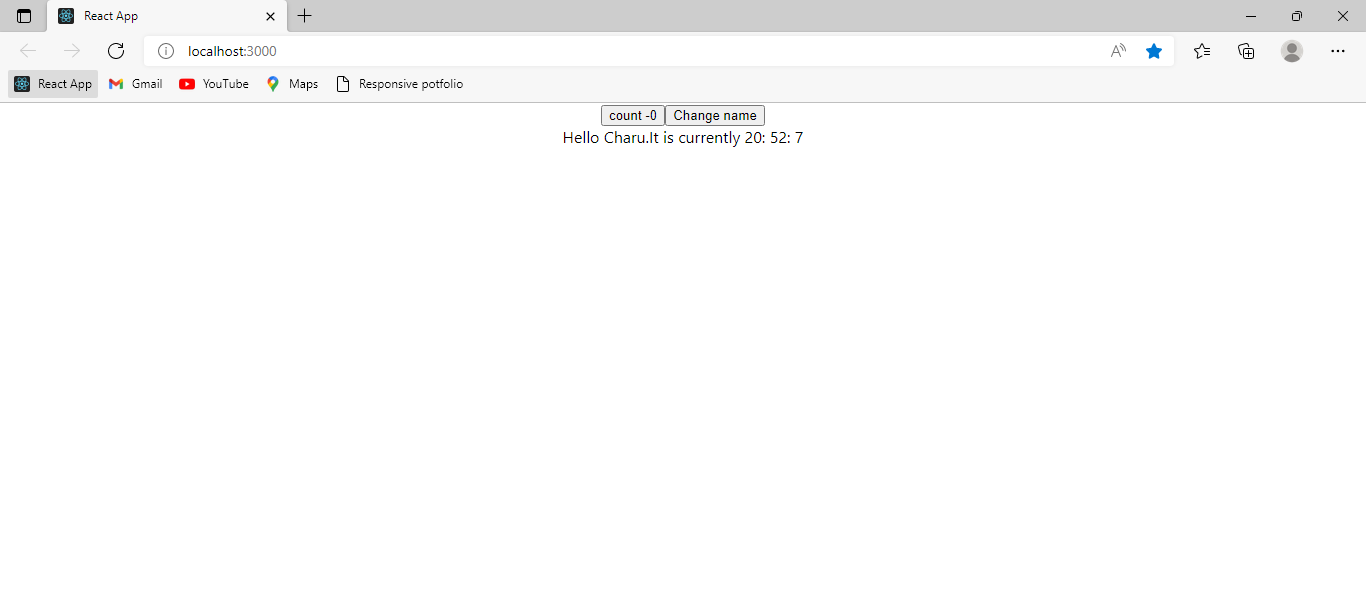 React App
localhost:3000
React App Gmail YouTube Maps Responsive potfolio
count -0 Change name
Hello Charu.It is currently 20: 52: 7